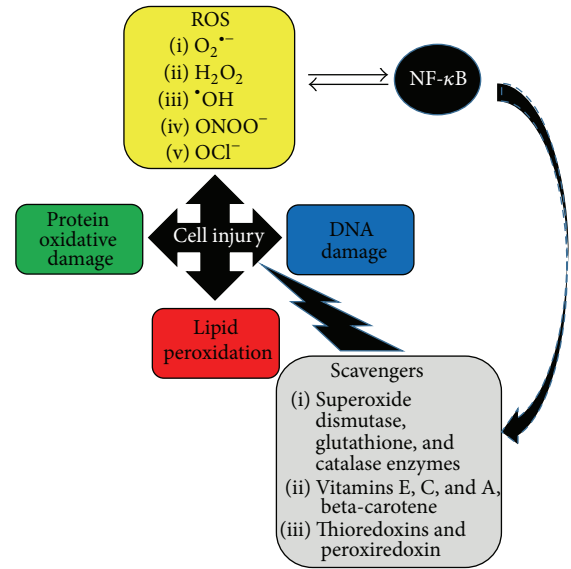 ROS
(i) O₂•−
(ii) H₂O₂
(iii) •OH
(iv) ONOO−
(v) OCl−
NF-κB
Protein
oxidative
damage
Cell injury
DNA
damage
Lipid
peroxidation
Scavengers
(i) Superoxide
dismutase,
glutathione, and
catalase enzymes
(ii) Vitamins E, C, and A,
beta-carotene
(iii) Thioredoxins and
peroxiredoxin